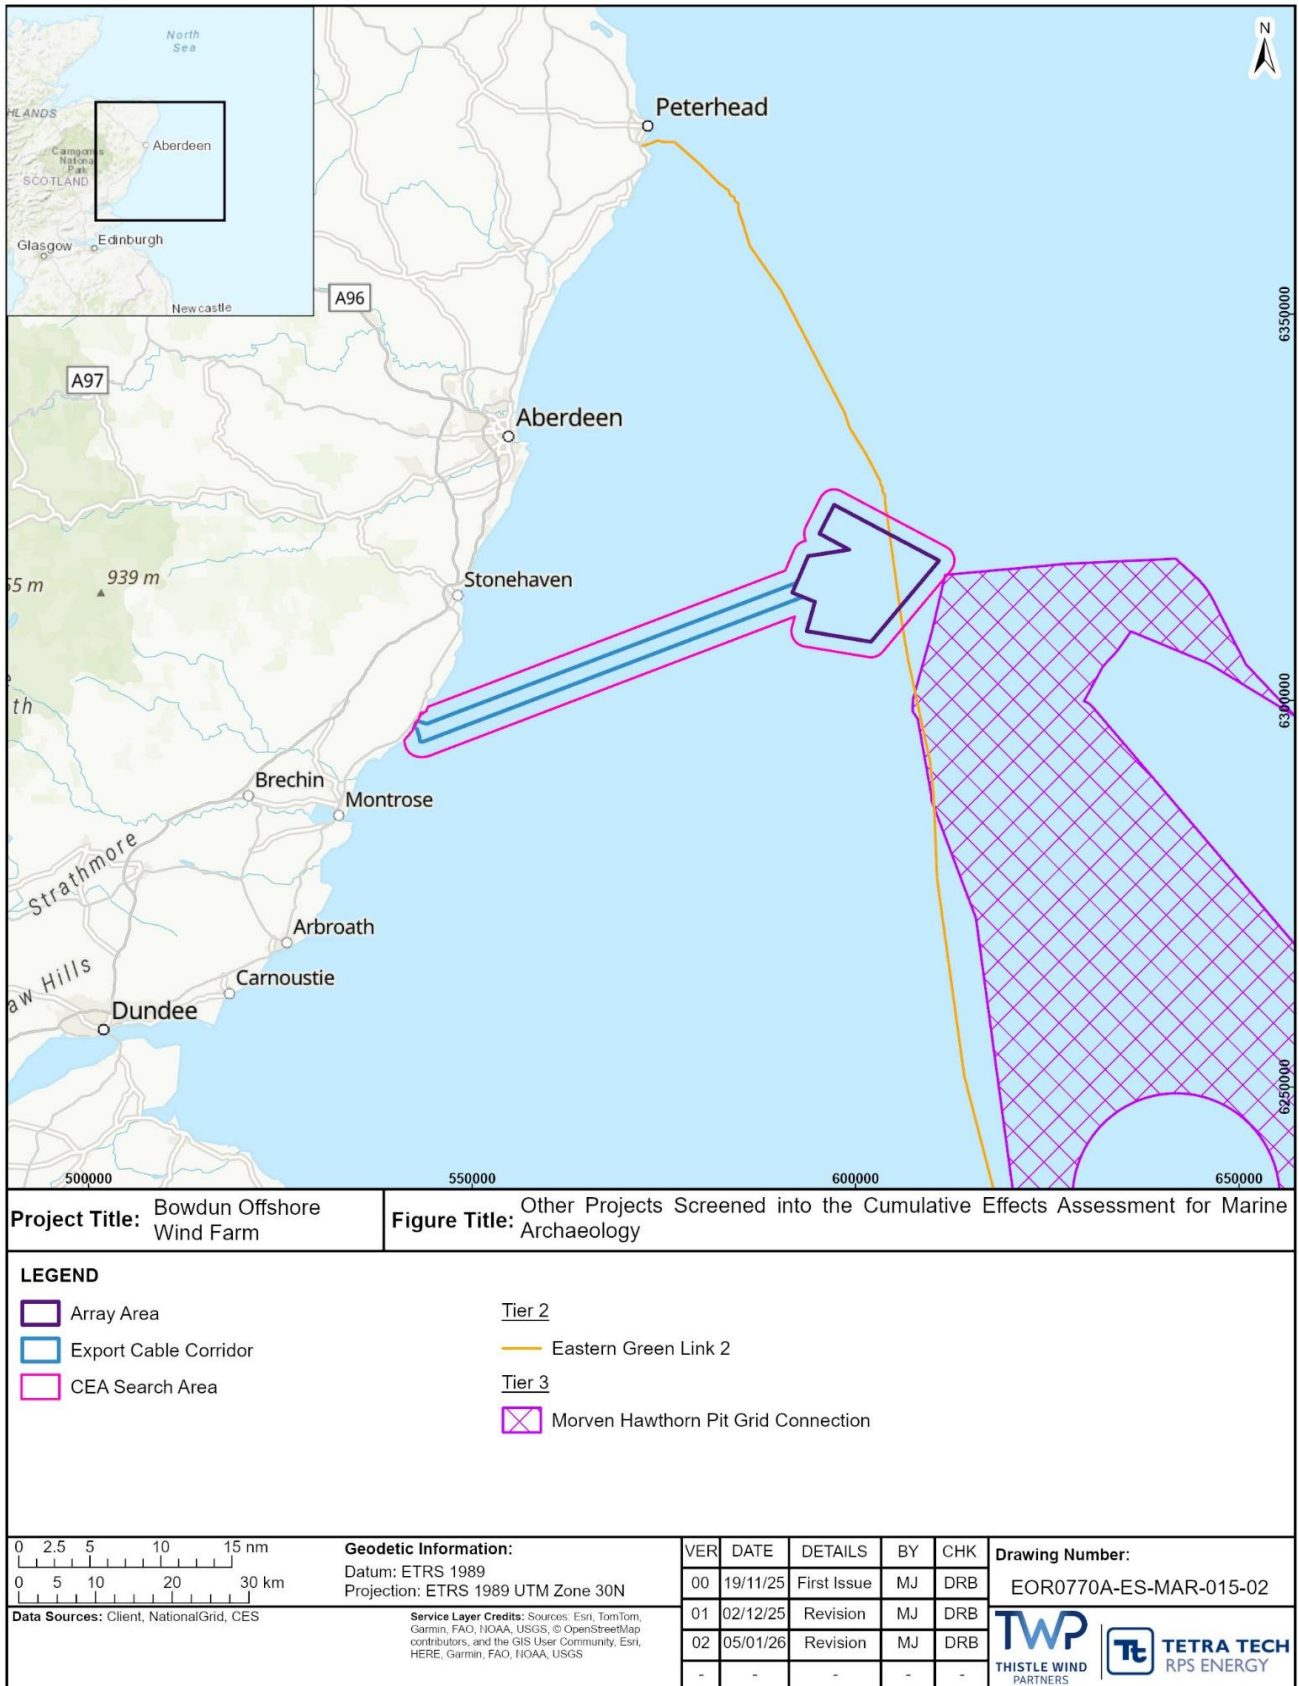 North
Sea
HLANDS
Cairngorms
National
Park
SCOTLAND
Aberdeen
Glasgow
Edinburgh
Newcastle
N
Peterhead
A96
6350000
A97
Aberdeen
55 m
939 m
Stonehaven
th
6300000
Brechin
Montrose
Strathmore
Arbroath
Carnoustie
aw Hills
Dundee
6250000
500000
550000
600000
650000
Project Title: Bowdun Offshore
Wind Farm
Figure Title: Other Projects Screened into the Cumulative Effects Assessment for Marine
Archaeology
LEGEND
Array Area
Export Cable Corridor
CEA Search Area
Tier 2
Eastern Green Link 2
Tier 3
Morven Hawthorn Pit Grid Connection
0 2.5 5 10 15 nm
0 5 10 20 30 km
Data Sources: Client, NationalGrid, CES
Geodetic Information:
Datum: ETRS 1989
Projection: ETRS 1989 UTM Zone 30N
Service Layer Credits: Sources: Esri, TomTom,
Garmin, FAO, NOAA, USGS, © OpenStreetMap
contributors, and the GIS User Community, Esri,
HERE, Garmin, FAO, NOAA, USGS
VER DATE DETAILS BY CHK
00 19/11/25 First Issue MJ DRB
01 02/12/25 Revision MJ DRB
02 05/01/26 Revision MJ DRB
- - - - -
Drawing Number:
EOR0770A-ES-MAR-015-02
TWP
THISTLE WIND
PARTNERS
Tt
TETRA TECH
RPS ENERGY